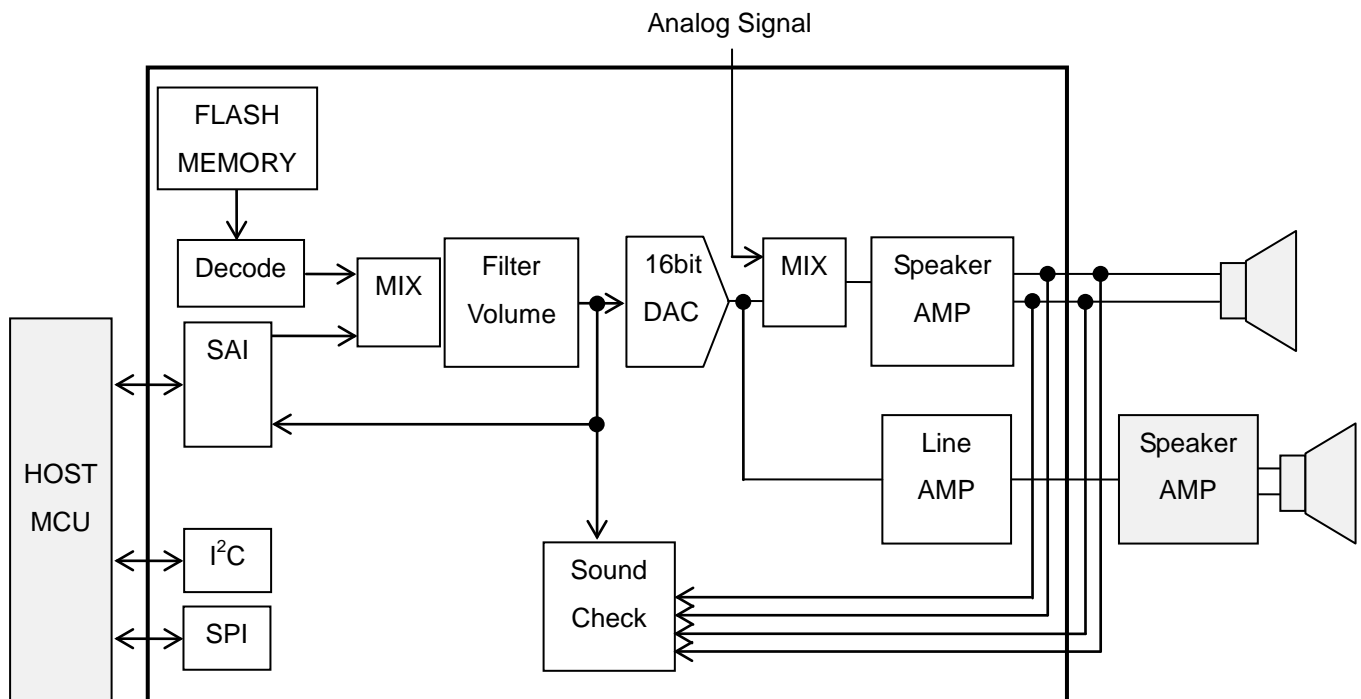 Analog Signal
FLASH
MEMORY
Decode
MIX
Filter
Volume
16bit
DAC
MIX
Speaker
AMP
SAI
HOST
MCU
Line
AMP
Speaker
AMP
I²C
SPI
Sound
Check